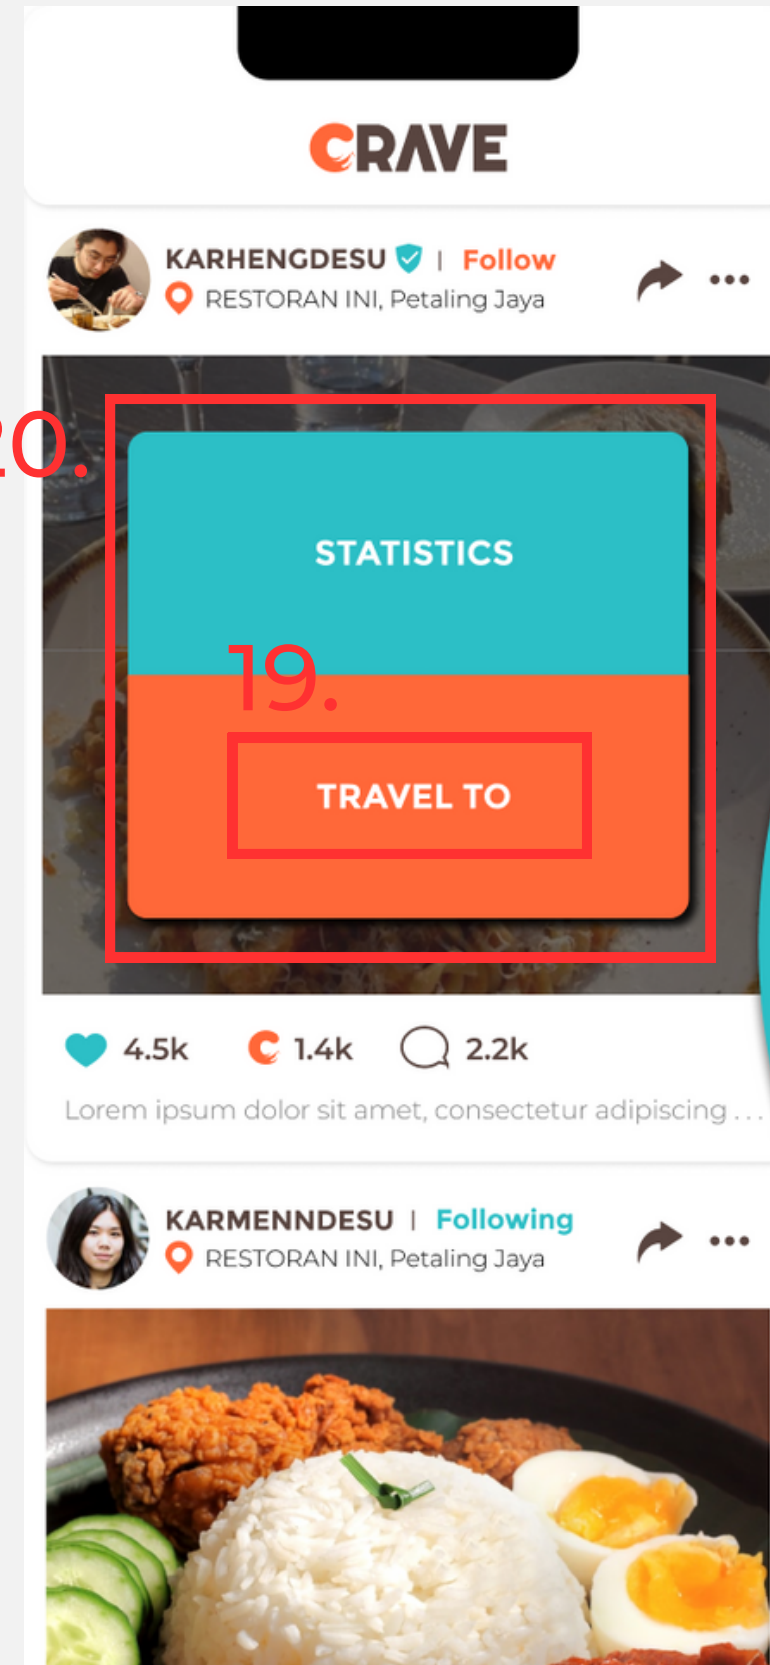 CRAVE
KARHENGDESU | Follow
RESTORAN INI, Petaling Jaya
20.
STATISTICS
19.
TRAVEL TO
4.5k 1.4k 2.2k
Lorem ipsum dolor sit amet, consectetur adipiscing ...
KARMENNDESU | Following
RESTORAN INI, Petaling Jaya